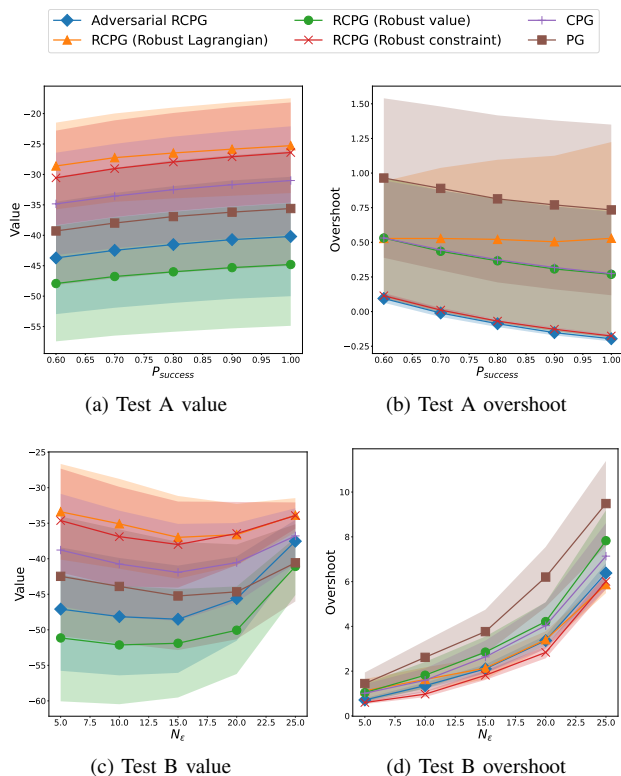 Adversarial RCPG RCPG (Robust value) CPG
RCPG (Robust Lagrangian) RCPG (Robust constraint) PG
−20
−25
−30
−35
−40
−45
−50
−55
Value
0.60 0.65 0.70 0.75 0.80 0.85 0.90 0.95 1.00
P_success
(a) Test A value
1.50
1.25
1.00
0.75
0.50
0.25
0.00
−0.25
Overshoot
0.60 0.65 0.70 0.75 0.80 0.85 0.90 0.95 1.00
P_success
(b) Test A overshoot
−25
−30
−35
−40
−45
−50
−55
−60
Value
5.0 7.5 10.0 12.5 15.0 17.5 20.0 22.5 25.0
N_ε
(c) Test B value
10
8
6
4
2
0
Overshoot
5.0 7.5 10.0 12.5 15.0 17.5 20.0 22.5 25.0
N_ε
(d) Test B overshoot